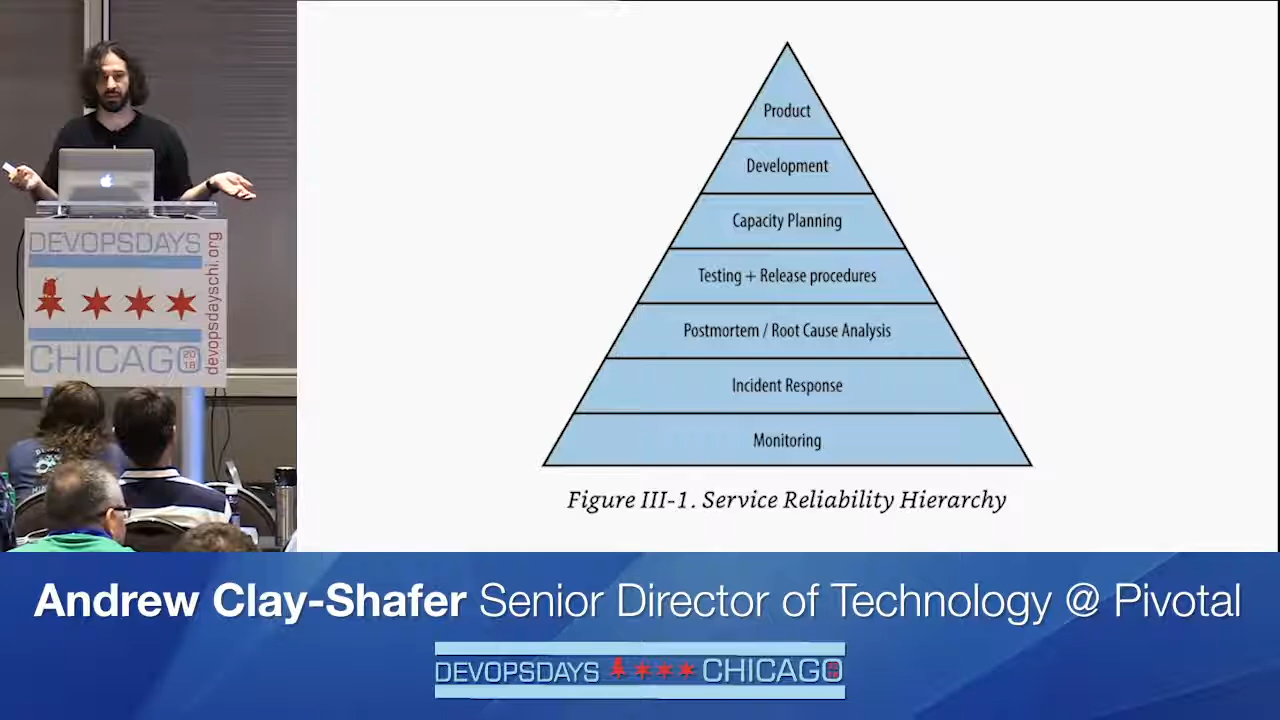 Product
Development
Capacity Planning
Testing + Release procedures
Postmortem / Root Cause Analysis
Incident Response
Monitoring
Figure III-1. Service Reliability Hierarchy
DEVOPSDAYS
CHICAGO
2018
devopsdayschi.org
Andrew Clay-Shafer Senior Director of Technology @ Pivotal
DEVOPSDAYS CHICAGO